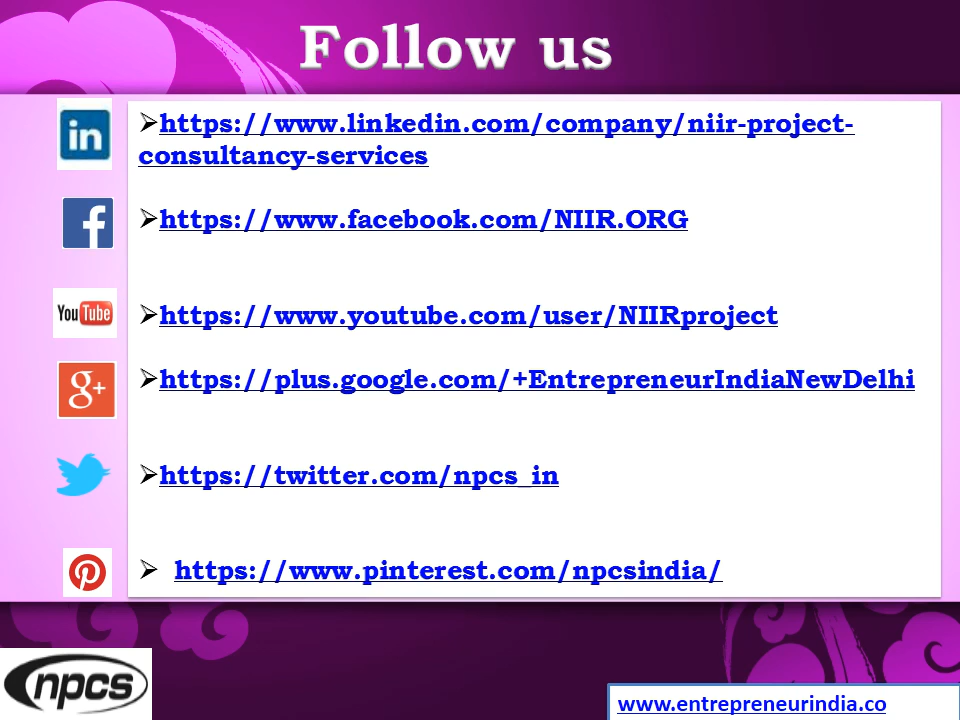 Follow us
in
➢https://www.linkedin.com/company/niir-project-
consultancy-services
f
➢https://www.facebook.com/NIIR.ORG
YouTube
➢https://www.youtube.com/user/NIIRproject
g+
➢https://plus.google.com/+EntrepreneurIndiaNewDelhi
➢https://twitter.com/npcs_in
➢ https://www.pinterest.com/npcsindia/
npcs
www.entrepreneurindia.co